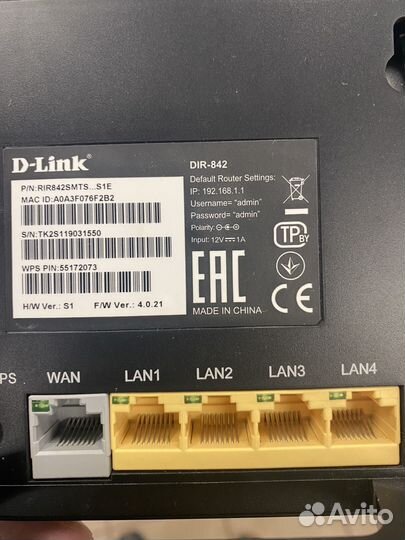 D-Link
P/N:RIR842SMTS...S1E
MAC ID:A0A3F076F2B2
S/N:TK2S119031550
WPS PIN:55172073
H/W Ver.: S1 F/W Ver.: 4.0.21
DIR-842
Default Router Settings:
IP: 192.168.1.1
Username= "admin"
Password= "admin"
Polarity:
Input: 12V 1A
TP BY
EAC
CE
MADE IN CHINA
PS WAN LAN1 LAN2 LAN3 LAN4
Avito